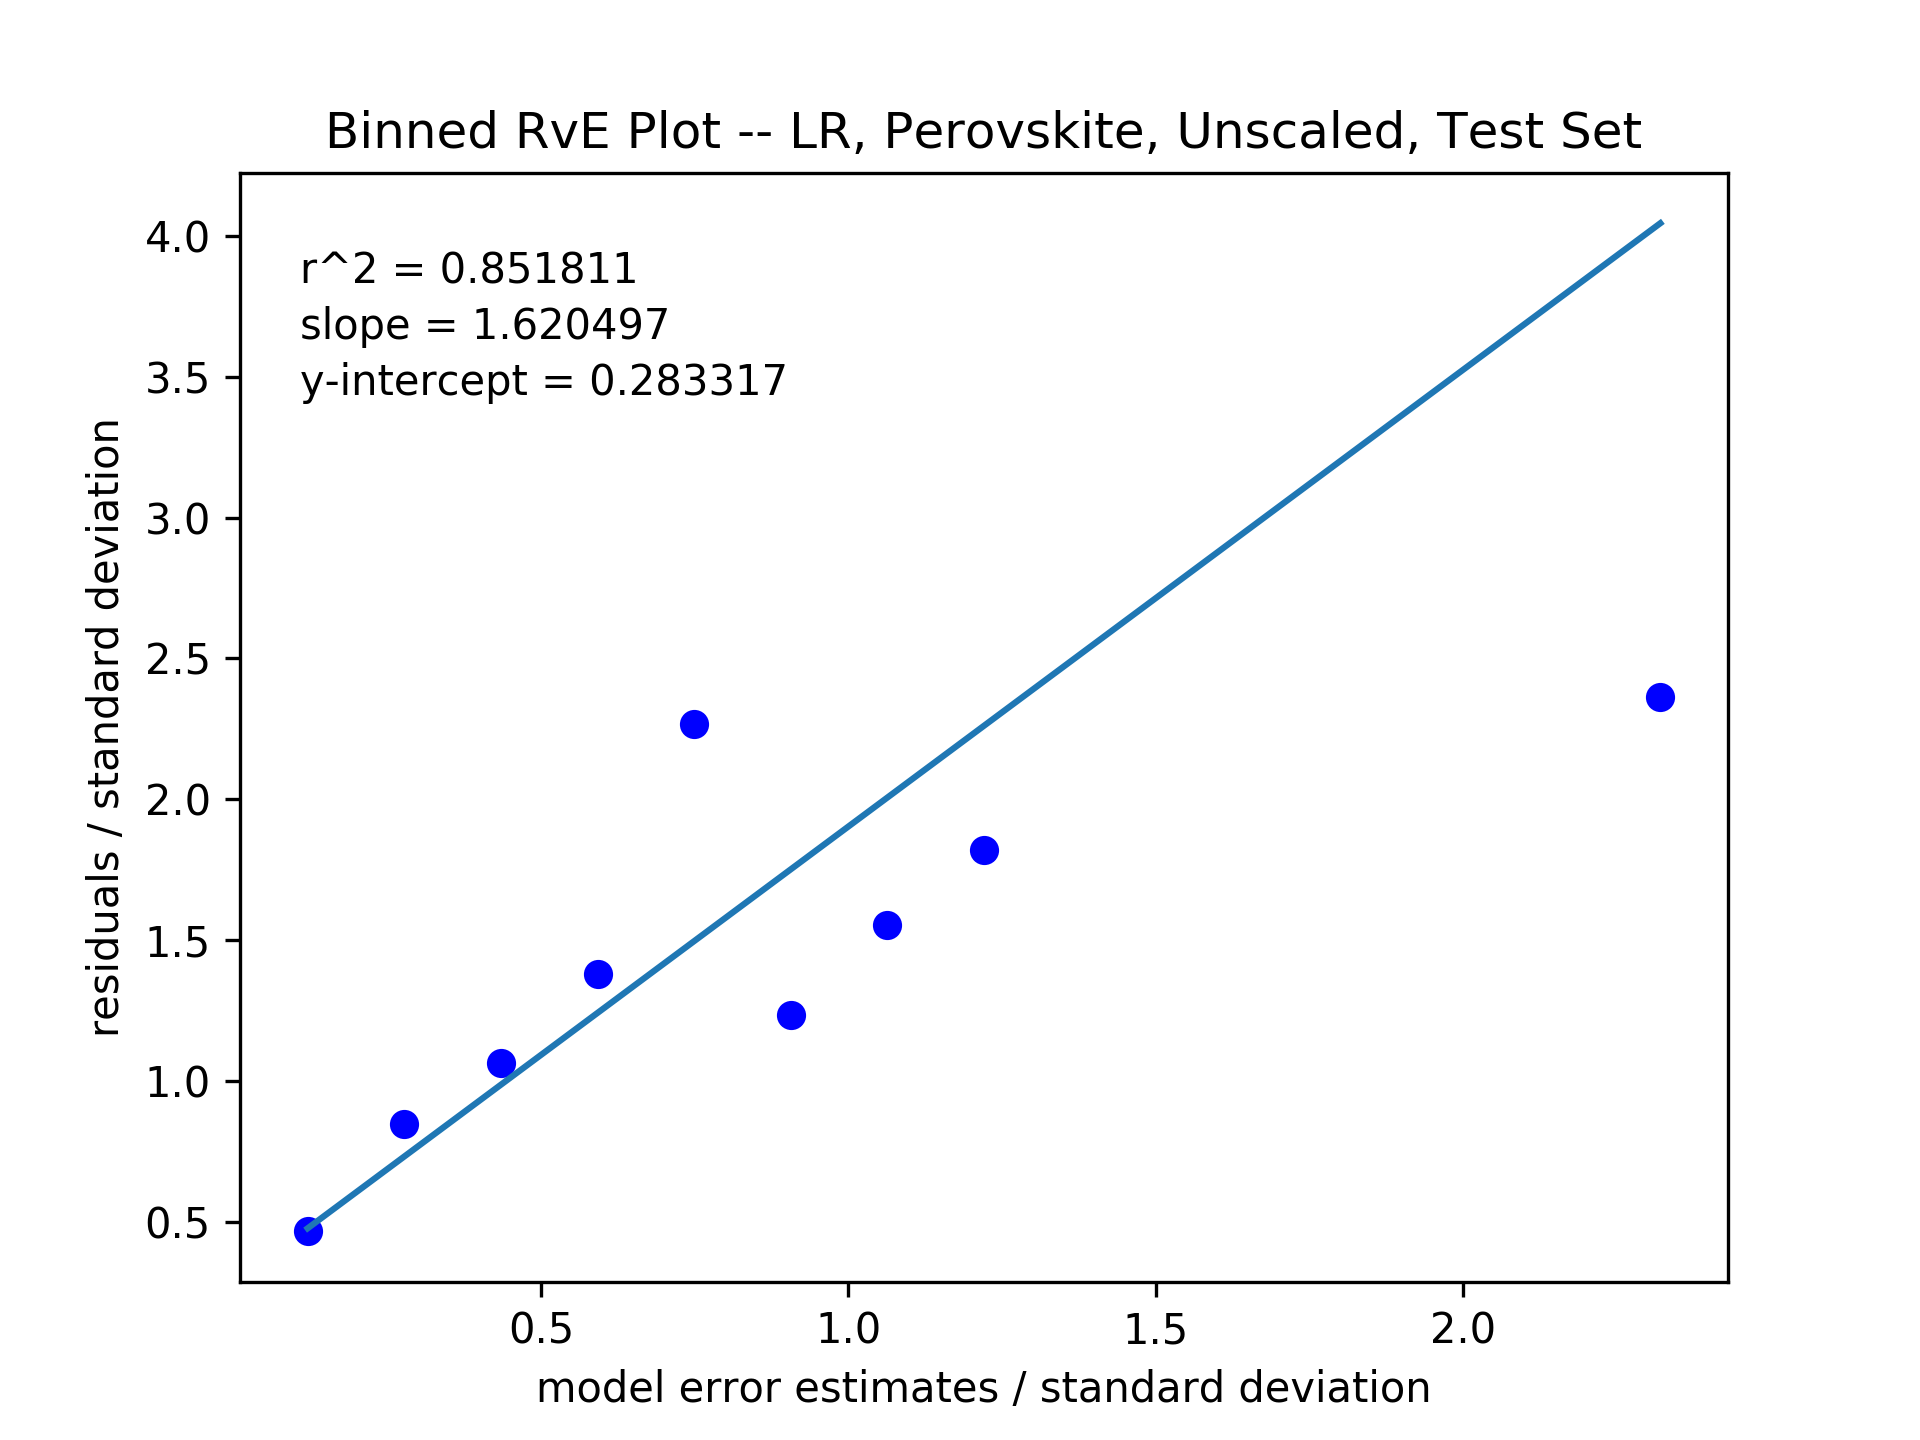 Binned RvE Plot -- LR, Perovskite, Unscaled, Test Set
r^2 = 0.851811
slope = 1.620497
y-intercept = 0.283317
residuals / standard deviation
4.0
3.5
3.0
2.5
2.0
1.5
1.0
0.5
0.5
1.0
1.5
2.0
model error estimates / standard deviation